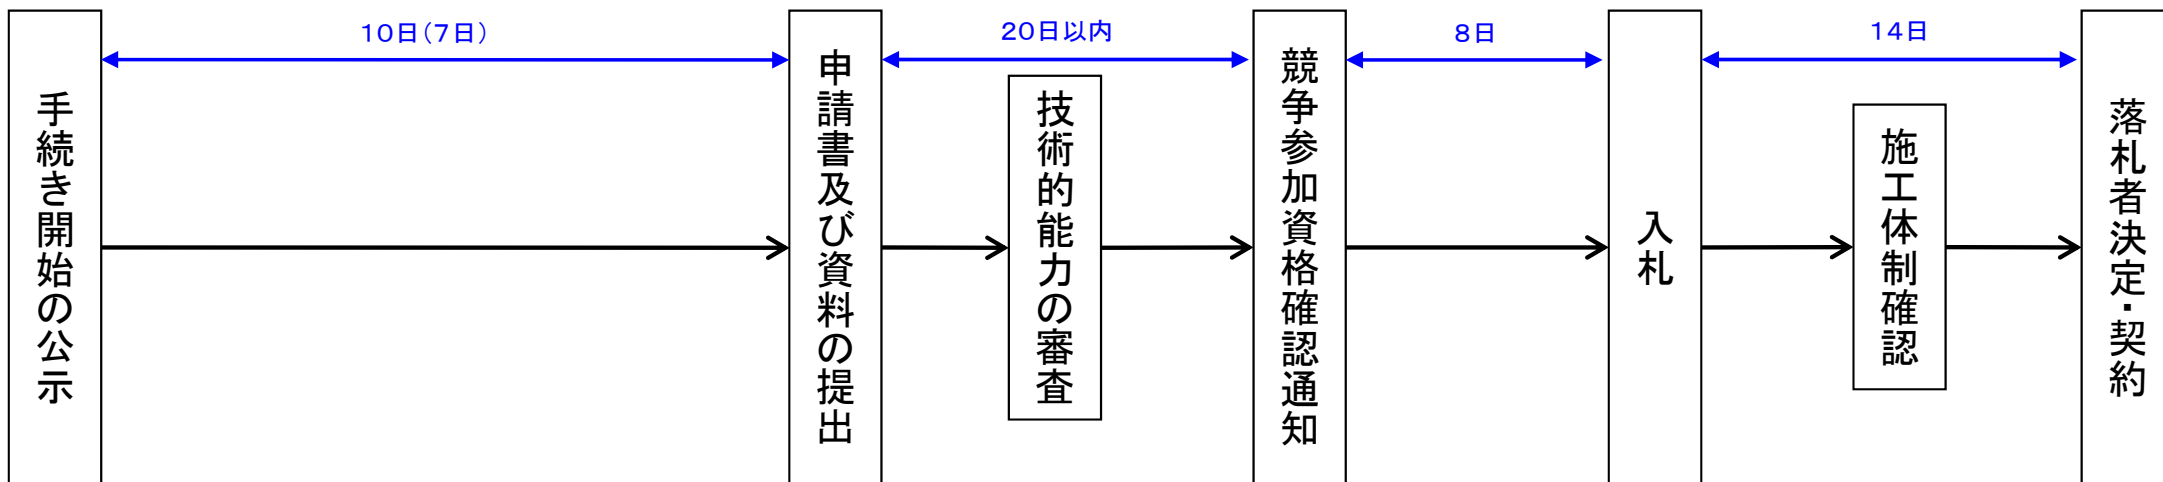 手続き開始の公示
10日(7日)
申請書及び資料の提出
20日以内
技術的能力の審査
競争参加資格確認通知
8日
入札
14日
施工体制確認
落札者決定・契約